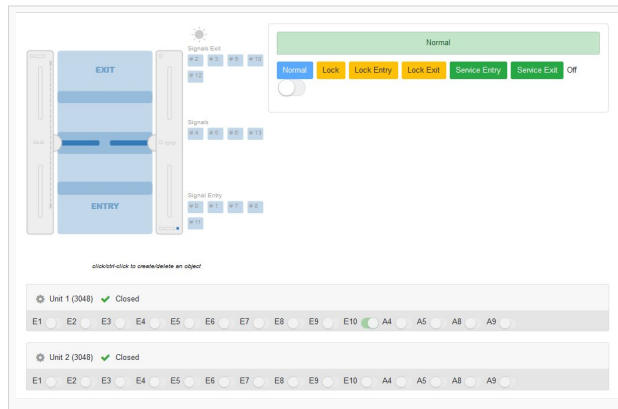 Signals Exit
# 2 # 3 # 9 # 10
# 12
EXIT
Signals
# 4 # 5 # 6 # 13
Signal Entry
# 0 # 1 # 7 # 8
# 11
ENTRY
click/ctrl-click to create/delete an object
Normal
Normal Lock Lock Entry Lock Exit Service Entry Service Exit Off
Unit 1 (3048) Closed
E1 E2 E3 E4 E5 E6 E7 E8 E9 E10 A4 A5 A8 A9
Unit 2 (3048) Closed
E1 E2 E3 E4 E5 E6 E7 E8 E9 E10 A4 A5 A8 A9